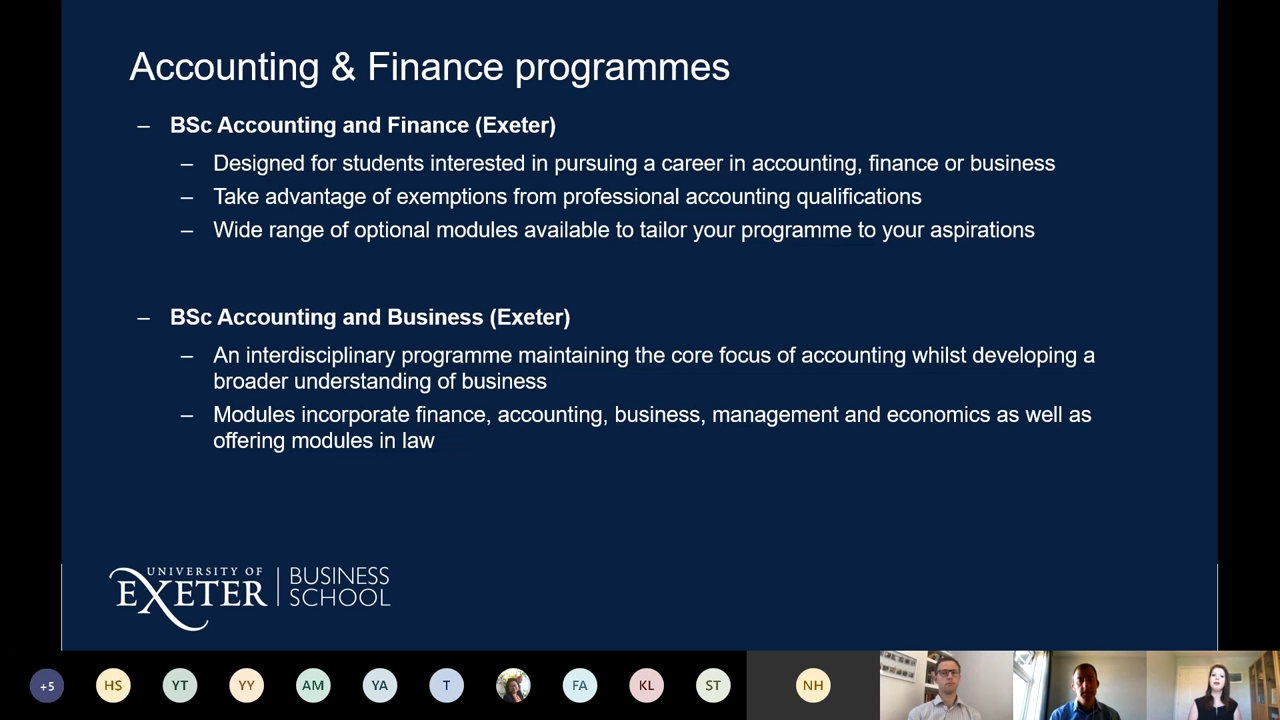 Accounting & Finance programmes
– BSc Accounting and Finance (Exeter)
– Designed for students interested in pursuing a career in accounting, finance or business
– Take advantage of exemptions from professional accounting qualifications
– Wide range of optional modules available to tailor your programme to your aspirations
– BSc Accounting and Business (Exeter)
– An interdisciplinary programme maintaining the core focus of accounting whilst developing a
broader understanding of business
– Modules incorporate finance, accounting, business, management and economics as well as
offering modules in law
UNIVERSITY OF
EXETER
BUSINESS
SCHOOL
+5 HS YT YY AM YA T FA KL ST NH